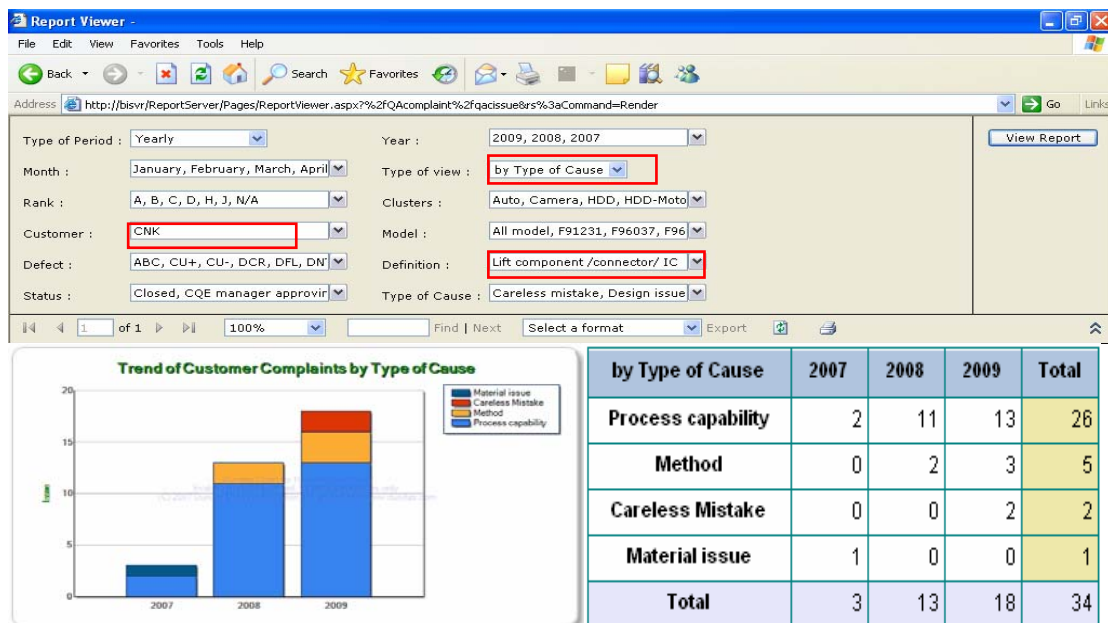 Report Viewer -
File Edit View Favorites Tools Help
Back Search Favorites
Address http://bisvr/ReportServer/Pages/ReportViewer.aspx?%2fQAcomplaint%2fqacissue&rs%3aCommand=Render Go Links
Type of Period : Yearly Year : 2009, 2008, 2007 View Report
Month : January, February, March, April Type of view : by Type of Cause
Rank : A, B, C, D, H, J, N/A Clusters : Auto, Camera, HDD, HDD-Moto
Customer : CNK Model : All model, F91231, F96037, F96
Defect : ABC, CU+, CU-, DCR, DFL, DN Definition : Lift component /connector/ IC
Status : Closed, CQE manager approvir Type of Cause : Careless mistake, Design issue
1 of 1 100% Find | Next Select a format Export
Trend of Customer Complaints by Type of Cause
Material issue
Careless Mistake
Method
Process capability
20
15
10
5
0
Issue
2007 2008 2009
by Type of Cause 2007 2008 2009 Total
Process capability 2 11 13 26
Method 0 2 3 5
Careless Mistake 0 0 2 2
Material issue 1 0 0 1
Total 3 13 18 34